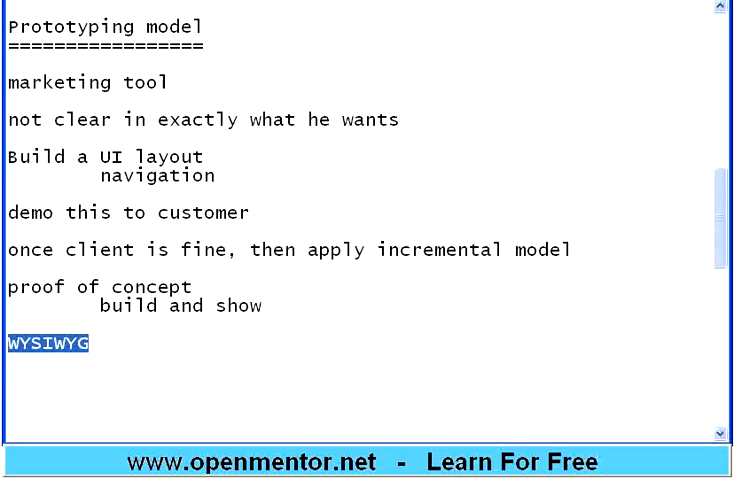 Prototyping model
=================
marketing tool
not clear in exactly what he wants
Build a UI layout
navigation
demo this to customer
once client is fine, then apply incremental model
proof of concept
build and show
WYSIWYG
www.openmentor.net - Learn For Free